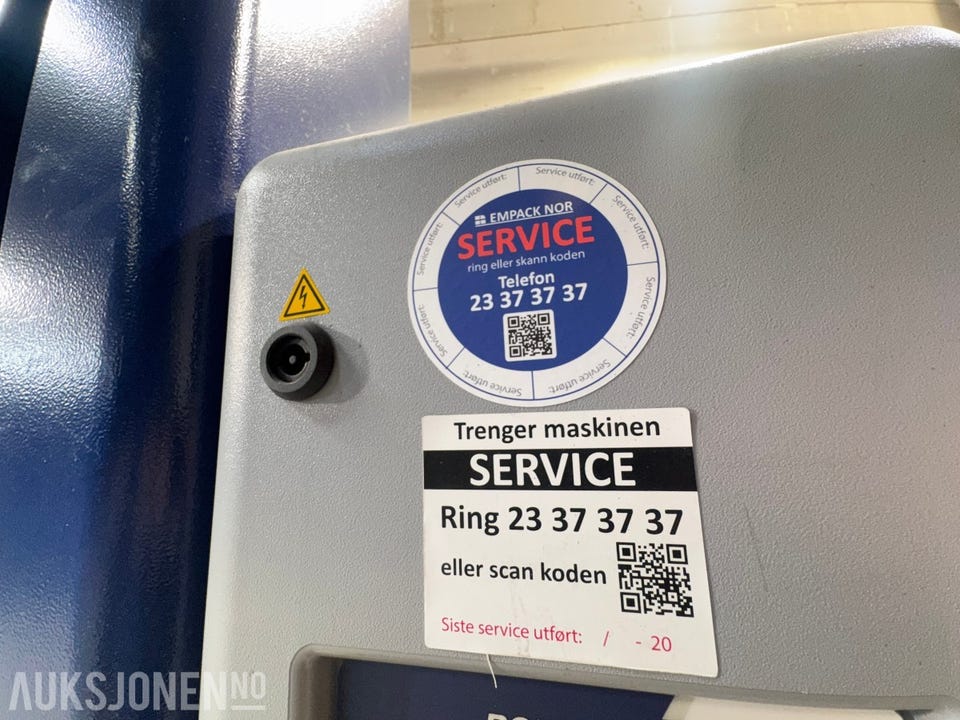 Service utført:
Service utført:
Service utført:
Service utført:
Service utført:
Service utført:
Service utført:
Service utført:
EMPACK NOR
SERVICE
ring eller skann koden
Telefon
23 37 37 37
Trenger maskinen
SERVICE
Ring 23 37 37 37
eller scan koden
Siste service utført: / - 20
AUKSJONEN.NO